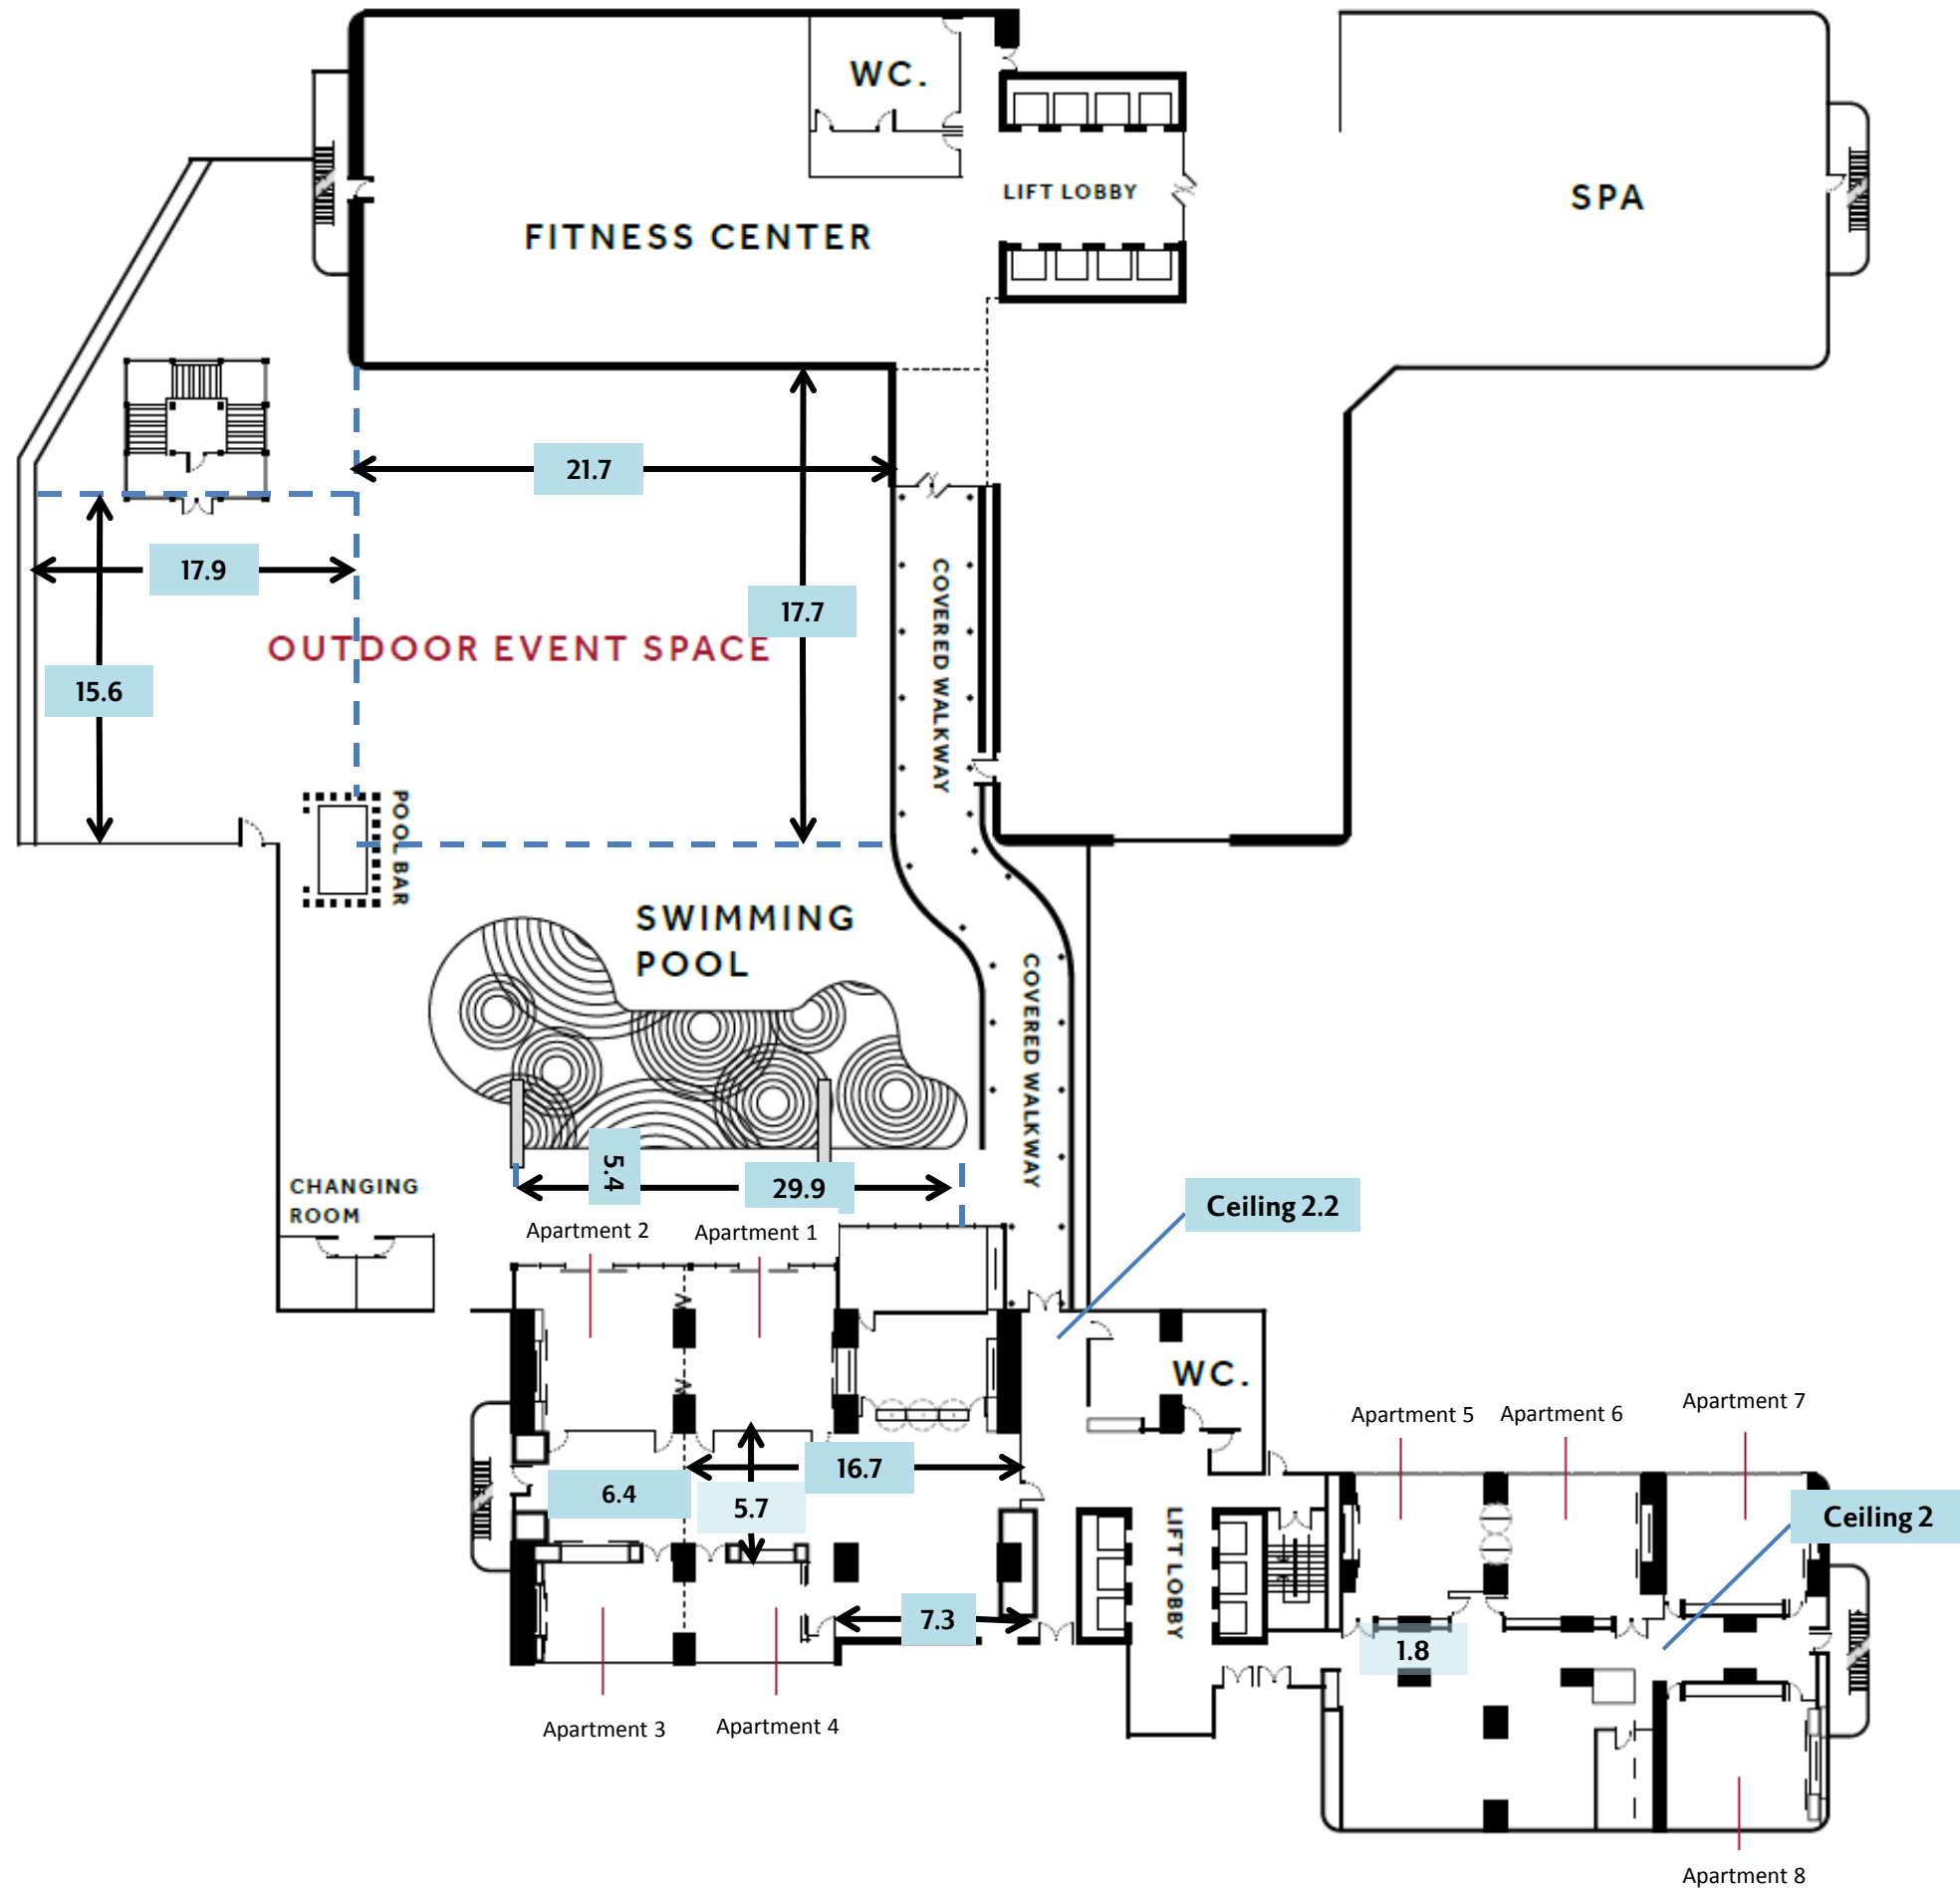 WC.
LIFT LOBBY
SPA
FITNESS CENTER
21.7
17.9
17.7
OUTDOOR EVENT SPACE
15.6
COVERED WALKWAY
POOL BAR
SWIMMING
POOL
COVERED WALKWAY
5.4
29.9
CHANGING
ROOM
Ceiling 2.2
Apartment 2
Apartment 1
WC.
Apartment 5
Apartment 6
Apartment 7
16.7
6.4
5.7
Ceiling 2
LIFT LOBBY
7.3
1.8
Apartment 3
Apartment 4
Apartment 8